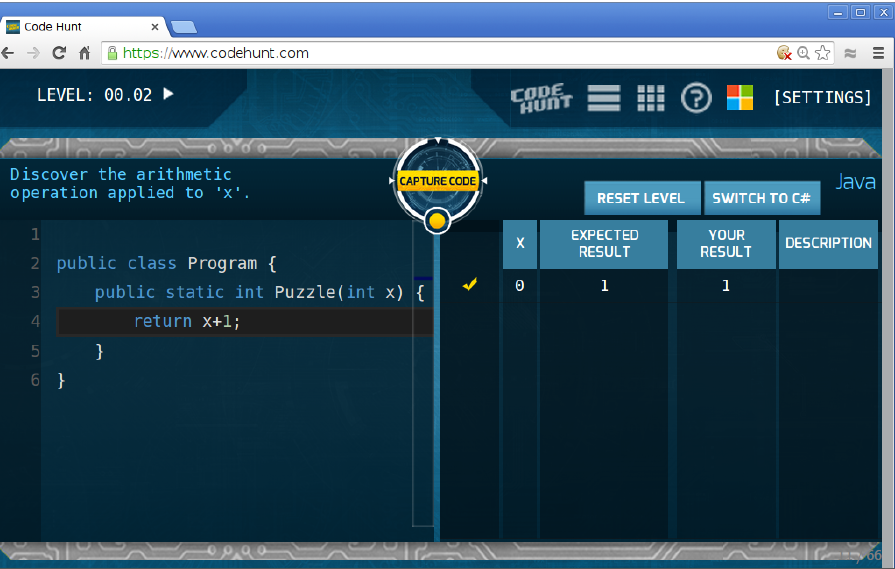 Code Hunt
https://www.codehunt.com
LEVEL: 00.02
CODE
HUNT
[SETTINGS]
Discover the arithmetic
operation applied to 'x'.
CAPTURE CODE
RESET LEVEL
SWITCH TO C#
Java
1
2 public class Program {
3 public static int Puzzle(int x) {
4 return x+1;
5 }
6 }
X
EXPECTED
RESULT
YOUR
RESULT
DESCRIPTION
0 1 1